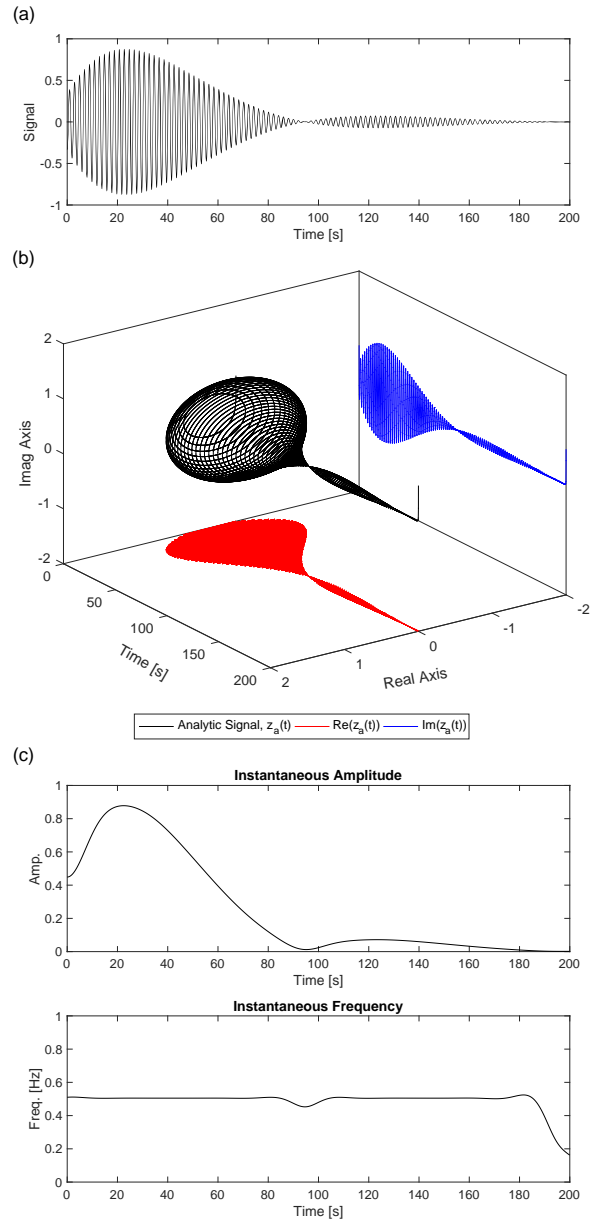 (a)
1
0.5
0
-0.5
-1
Signal
0 20 40 60 80 100 120 140 160 180 200
Time [s]
(b)
2
1
0
-1
-2
Imag Axis
0
50
100
150
200
Time [s]
2
1
0
-1
-2
Real Axis
Analytic Signal, z_a(t) Re(z_a(t)) Im(z_a(t))
(c)
Instantaneous Amplitude
1
0.8
0.6
0.4
0.2
0
Amp.
0 20 40 60 80 100 120 140 160 180 200
Time [s]
Instantaneous Frequency
1
0.8
0.6
0.4
0.2
0
Freq. [Hz]
0 20 40 60 80 100 120 140 160 180 200
Time [s]